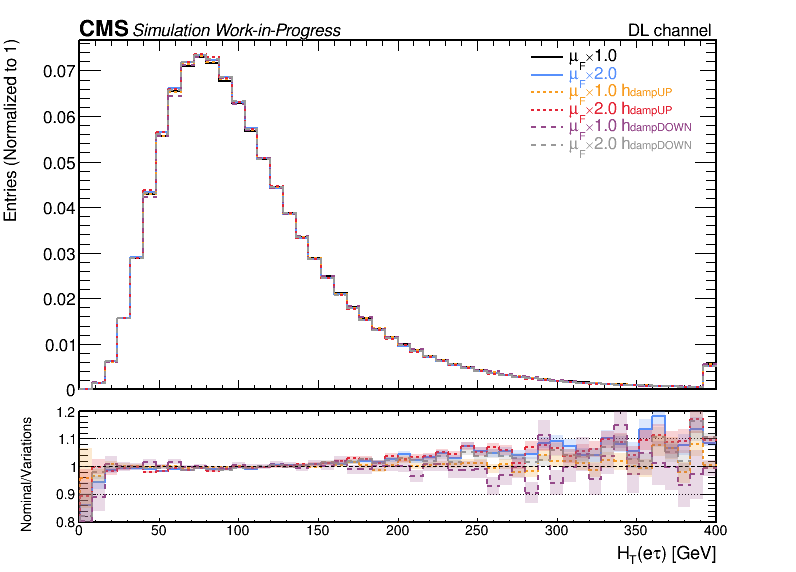 CMS Simulation Work-in-Progress
DL channel
Entries (Normalized to 1)
0.07
0.06
0.05
0.04
0.03
0.02
0.01
0
μF×1.0
μF×2.0
μF×1.0 hdampUP
μF×2.0 hdampUP
μF×1.0 hdampDOWN
μF×2.0 hdampDOWN
Nominal/Variations
1.2
1.1
1
0.9
0.8
0 50 100 150 200 250 300 350 400
HT(eτ) [GeV]